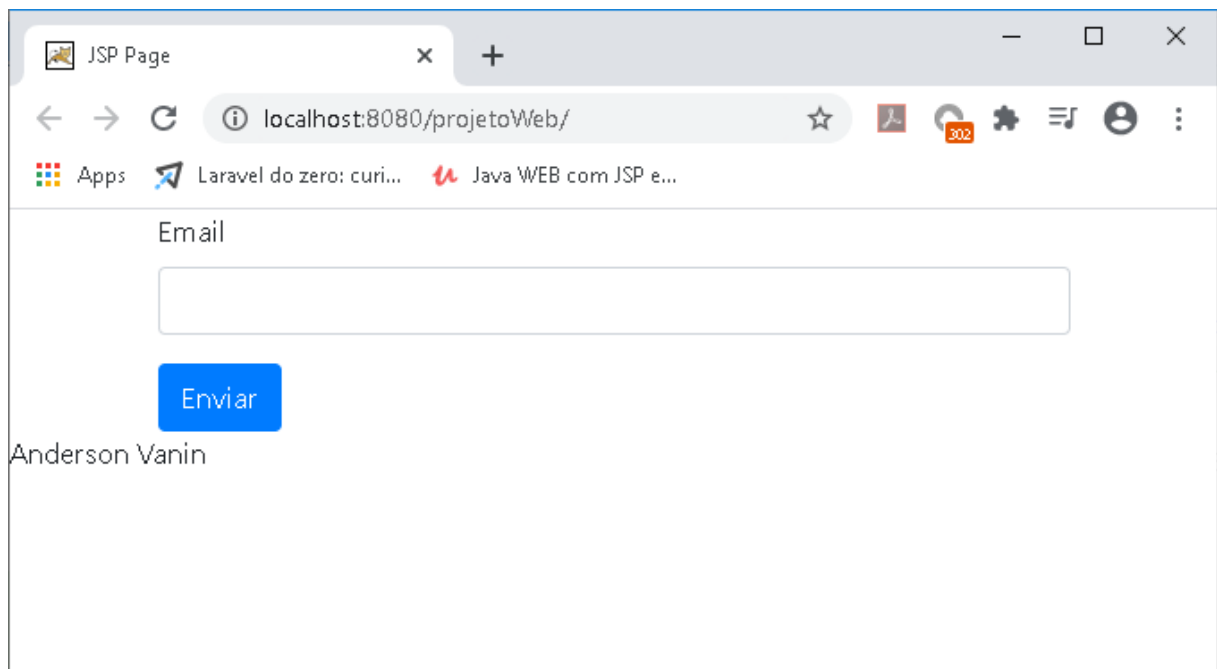 JSP Page
localhost:8080/projetoWeb/
302
Apps Laravel do zero: curi... Java WEB com JSP e...
Email
Enviar
Anderson Vanin